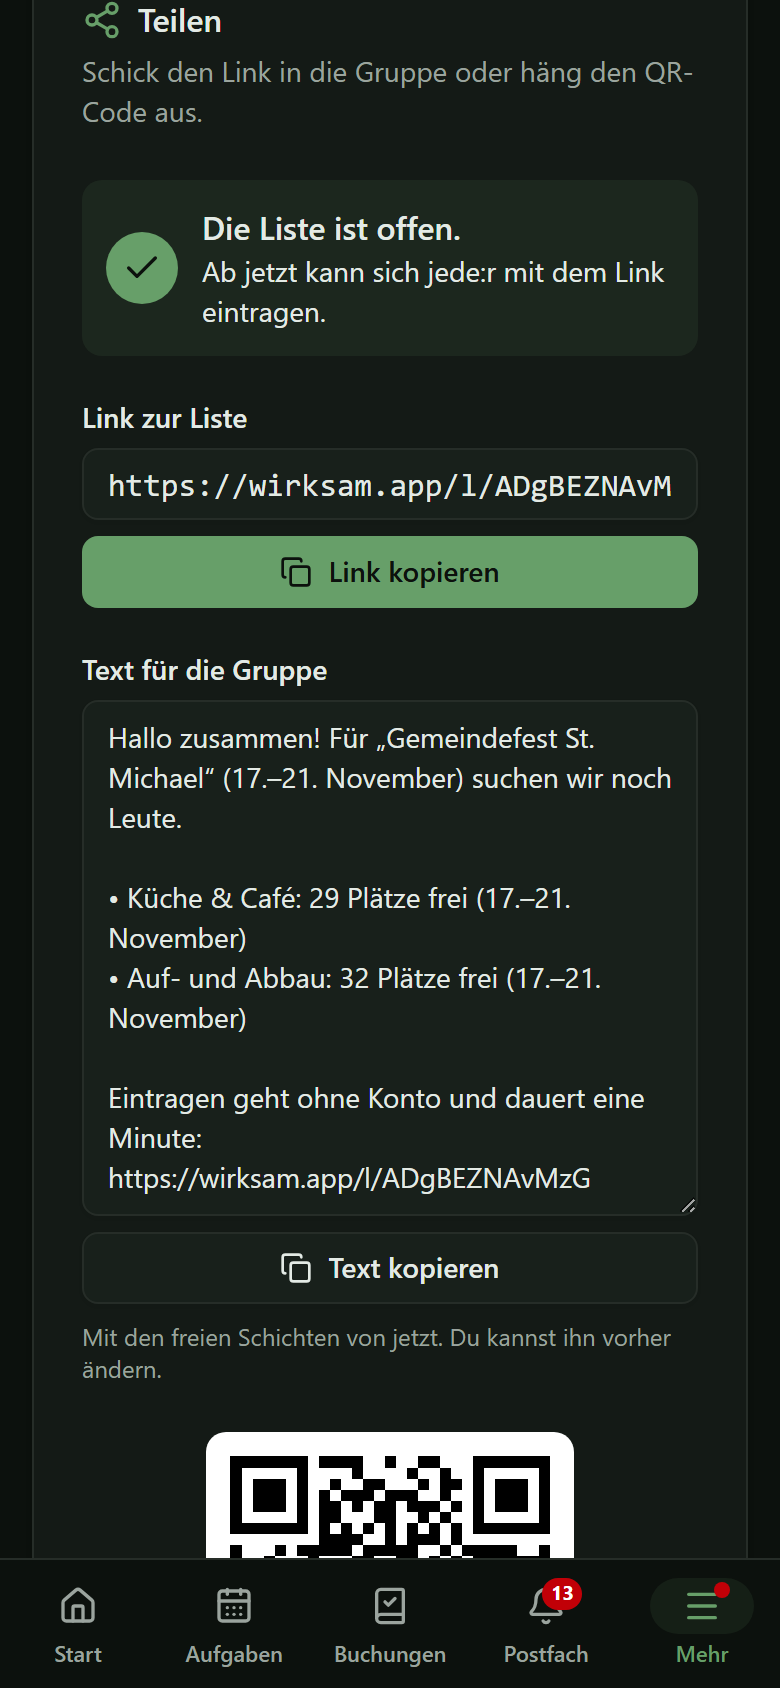 Teilen
Schick den Link in die Gruppe oder häng den QR-
Code aus.
Die Liste ist offen.
Ab jetzt kann sich jede:r mit dem Link
eintragen.
Link zur Liste
https://wirksam.app/l/ADgBEZNAvM
Link kopieren
Text für die Gruppe
Hallo zusammen! Für „Gemeindefest St.
Michael“ (17.–21. November) suchen wir noch
Leute.
• Küche & Café: 29 Plätze frei (17.–21.
November)
• Auf- und Abbau: 32 Plätze frei (17.–21.
November)
Eintragen geht ohne Konto und dauert eine
Minute:
https://wirksam.app/l/ADgBEZNAvMzG
Text kopieren
Mit den freien Schichten von jetzt. Du kannst ihn vorher
ändern.
13
Start Aufgaben Buchungen Postfach Mehr